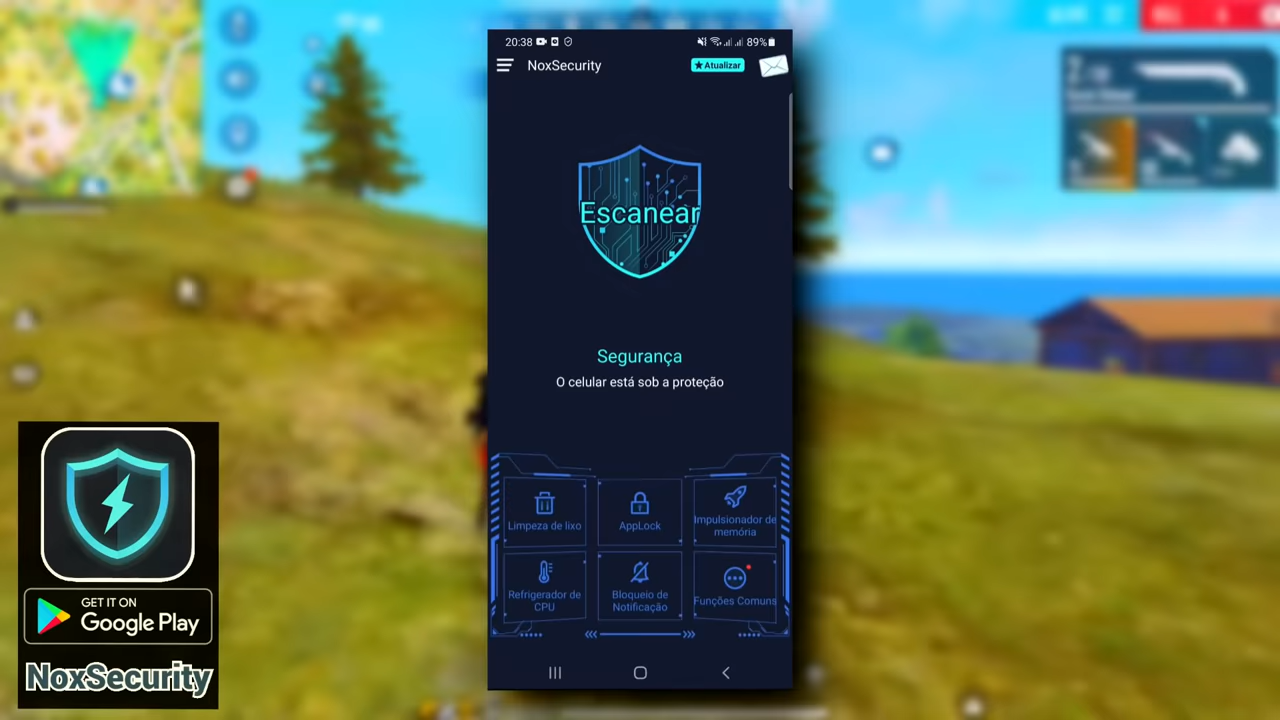 20:38
89%
NoxSecurity
Atualizar
Escanear
Segurança
O celular está sob a proteção
Limpeza de lixo
AppLock
Impulsionador de
memória
Refrigerador de
CPU
Bloqueio de
Notificação
Funções Comuns
GET IT ON
Google Play
NoxSecurity